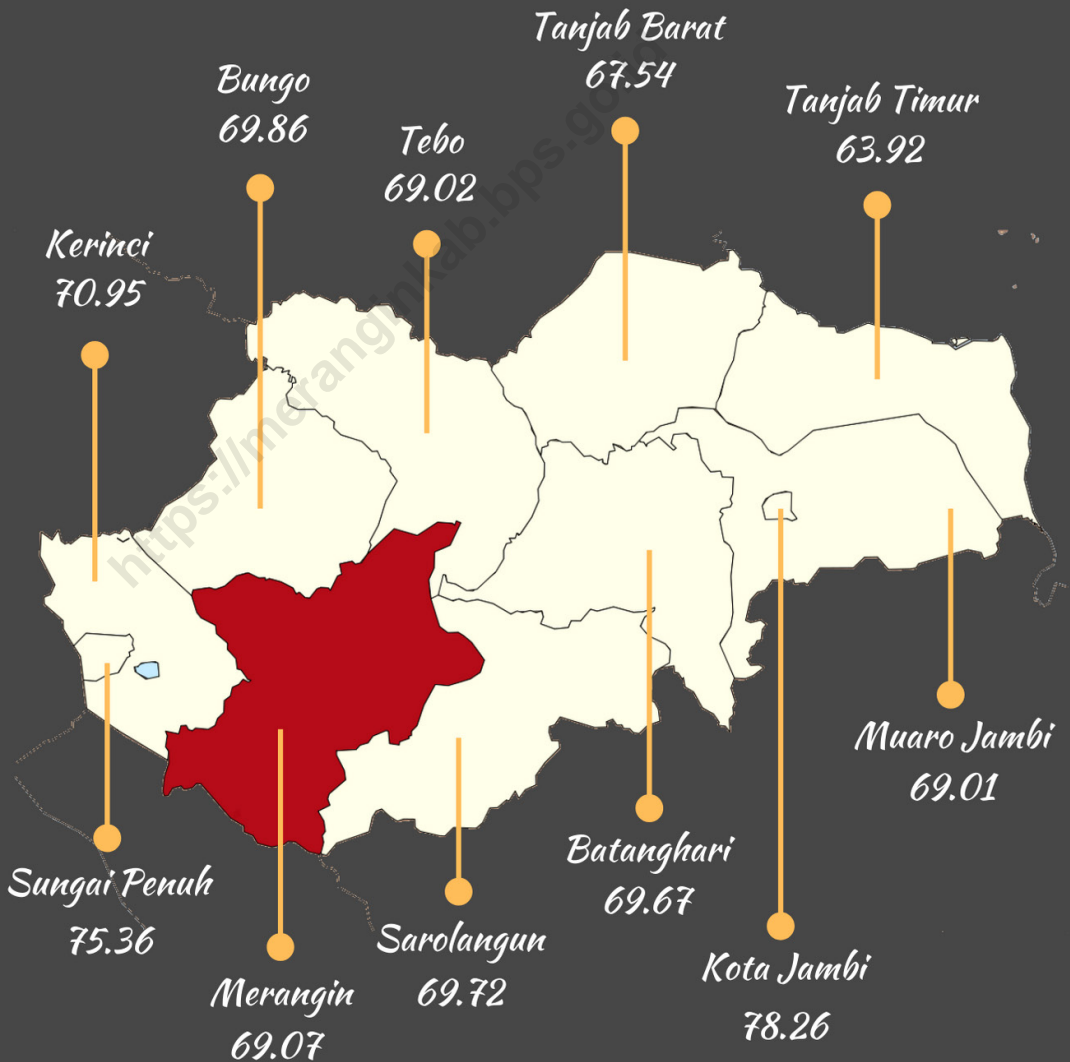 Tanjab Barat
67.54
Bungo
69.86
Tanjab Timur
63.92
Tebo
69.02
Kerinci
70.95
https://meranginkab.bps.go.id
Muaro Jambi
69.01
Batanghari
69.67
Sungai Penuh
75.36
Sarolangun
69.72
Kota Jambi
78.26
Merangin
69.07